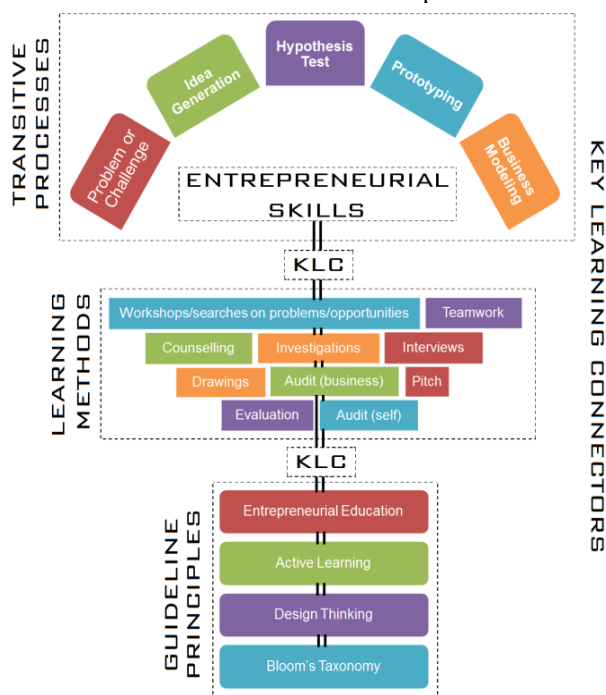 TRANSITIVE
PROCESSES
Problem or
Challenge
Idea
Generation
Hypothesis
Test
Prototyping
Business
Modeling
ENTREPRENEURIAL
SKILLS
KLC
KEY LEARNING CONNECTORS
LEARNING
METHODS
Workshops/searches on problems/opportunities
Teamwork
Counselling
Investigations
Interviews
Drawings
Audit (business)
Pitch
Evaluation
Audit (self)
KLC
GUIDELINE
PRINCIPLES
Entrepreneurial Education
Active Learning
Design Thinking
Bloom's Taxonomy